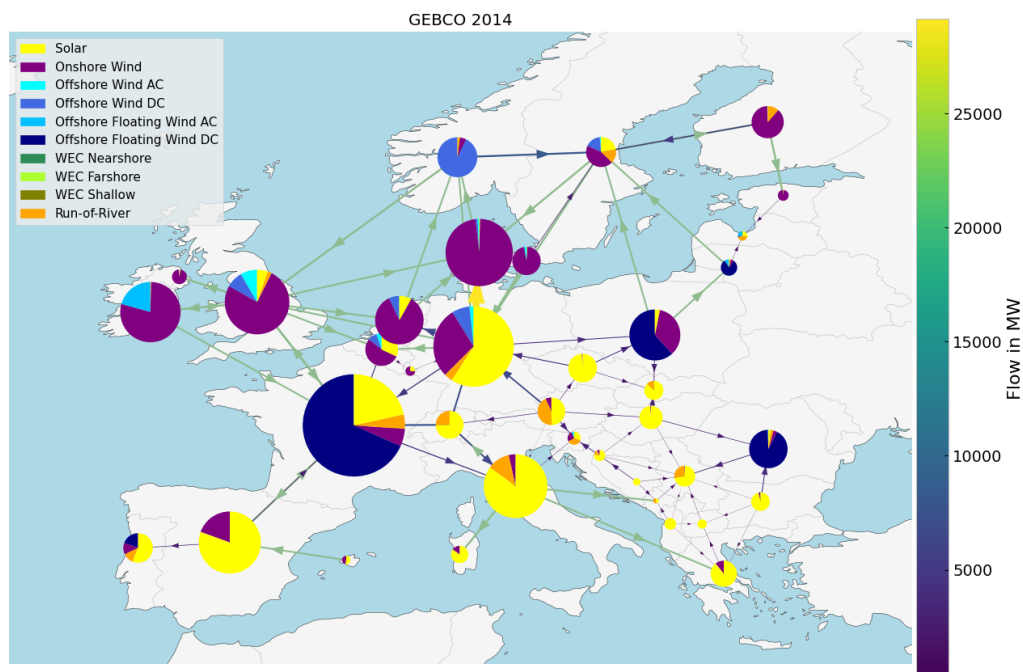 GEBCO 2014
Solar
Onshore Wind
Offshore Wind AC
Offshore Wind DC
Offshore Floating Wind AC
Offshore Floating Wind DC
WEC Nearshore
WEC Farshore
WEC Shallow
Run-of-River
25000
20000
15000
10000
5000
Flow in MW